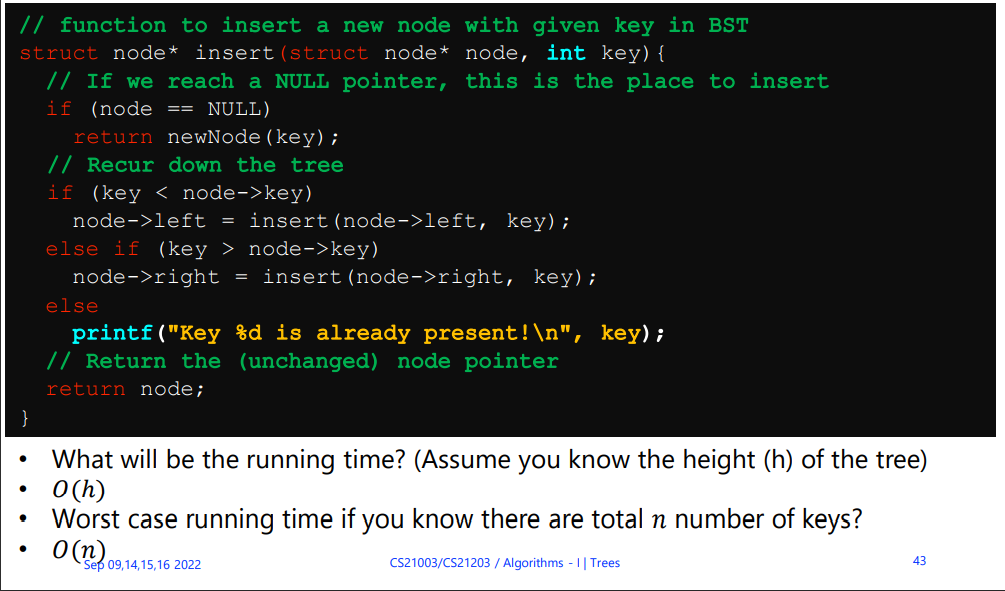 // function to insert a new node with given key in BST
struct node* insert(struct node* node, int key){
// If we reach a NULL pointer, this is the place to insert
if (node == NULL)
return newNode(key);
// Recur down the tree
if (key < node->key)
node->left = insert(node->left, key);
else if (key > node->key)
node->right = insert(node->right, key);
else
printf("Key %d is already present!\n", key);
// Return the (unchanged) node pointer
return node;
}
• What will be the running time? (Assume you know the height (h) of the tree)
• O(h)
• Worst case running time if you know there are total n number of keys?
• O(n)
Sep 09,14,15,16 2022 CS21003/CS21203 / Algorithms - I | Trees 43